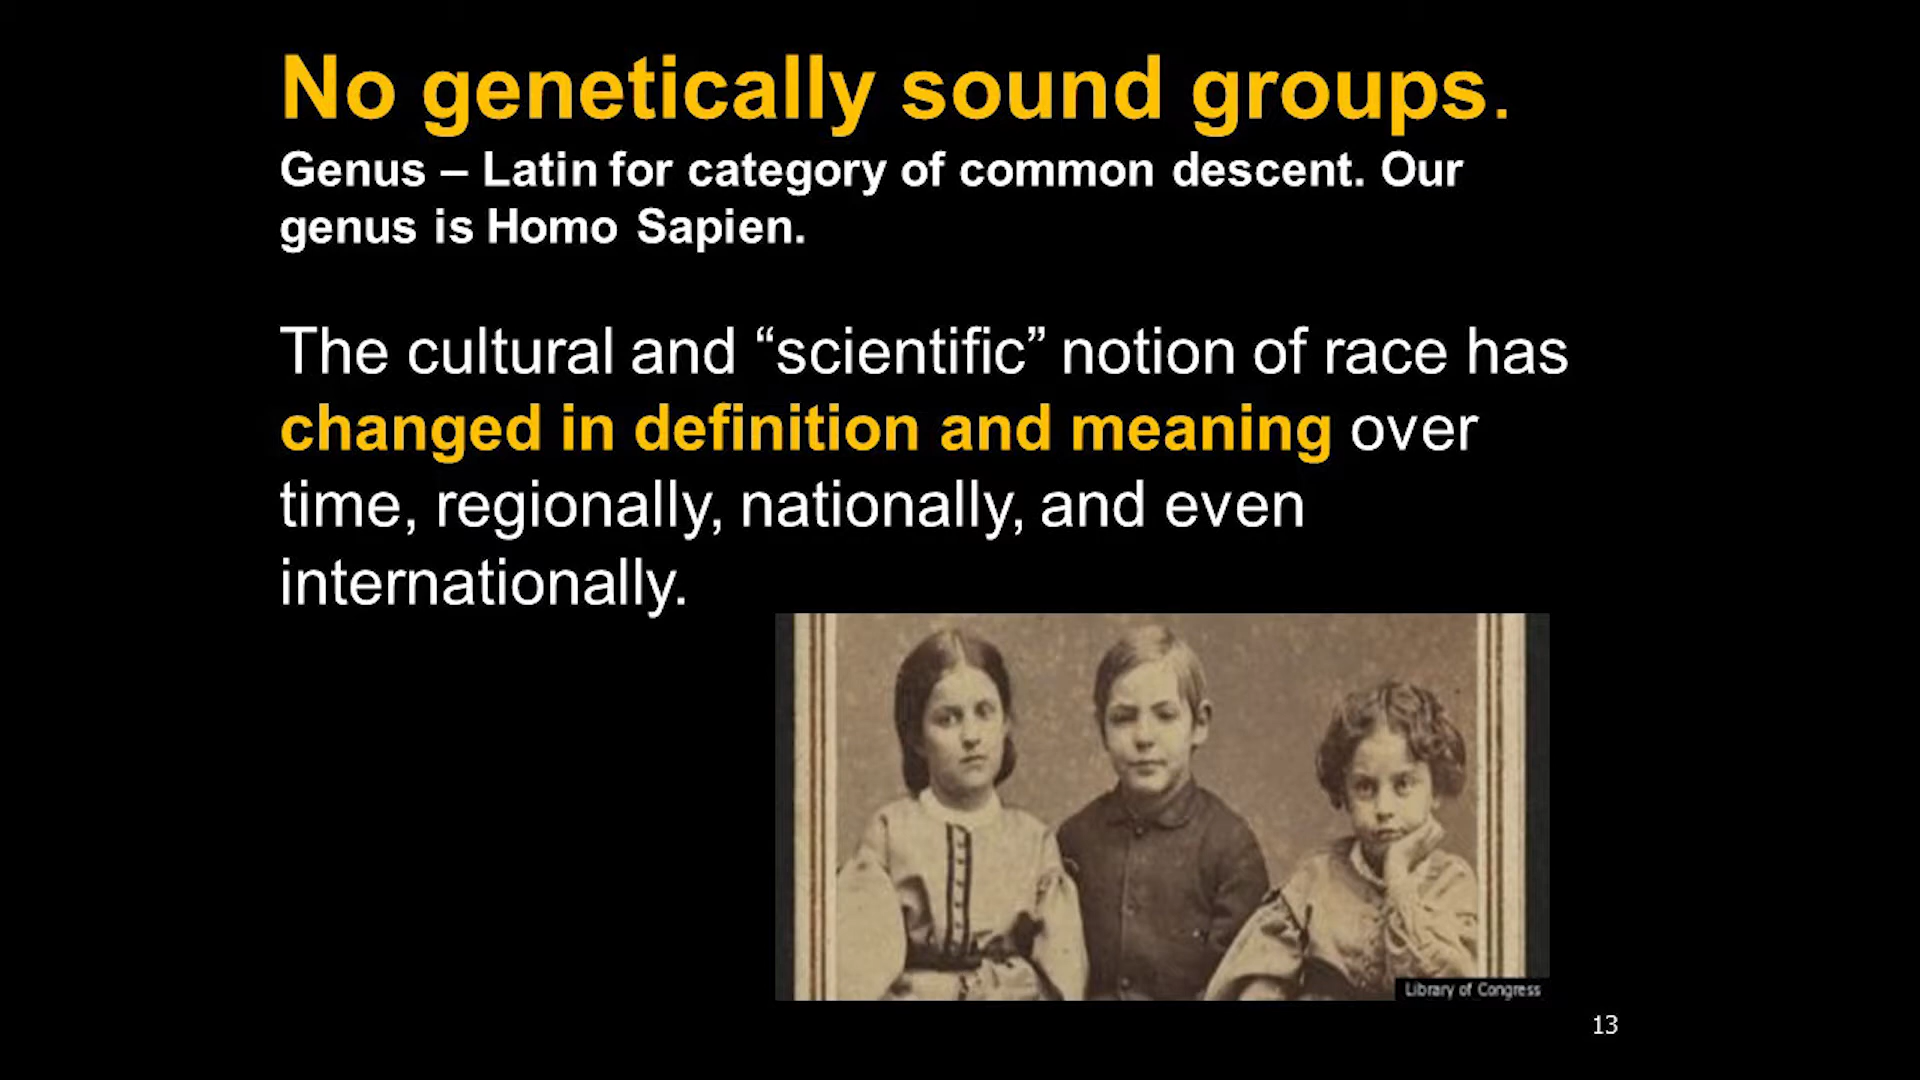 No genetically sound groups.
Genus – Latin for category of common descent. Our
genus is Homo Sapien.
The cultural and “scientific” notion of race has
changed in definition and meaning over
time, regionally, nationally, and even
internationally.
Library of Congress
13